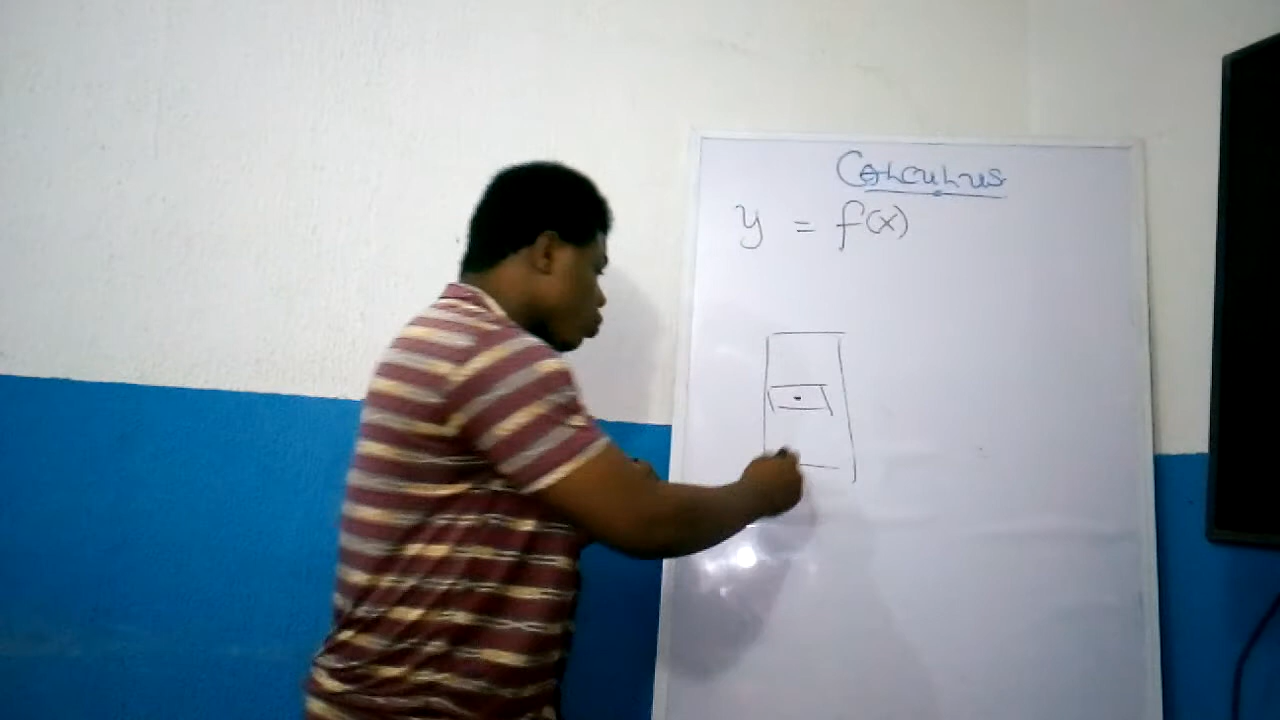 Calculus
y = f(x)